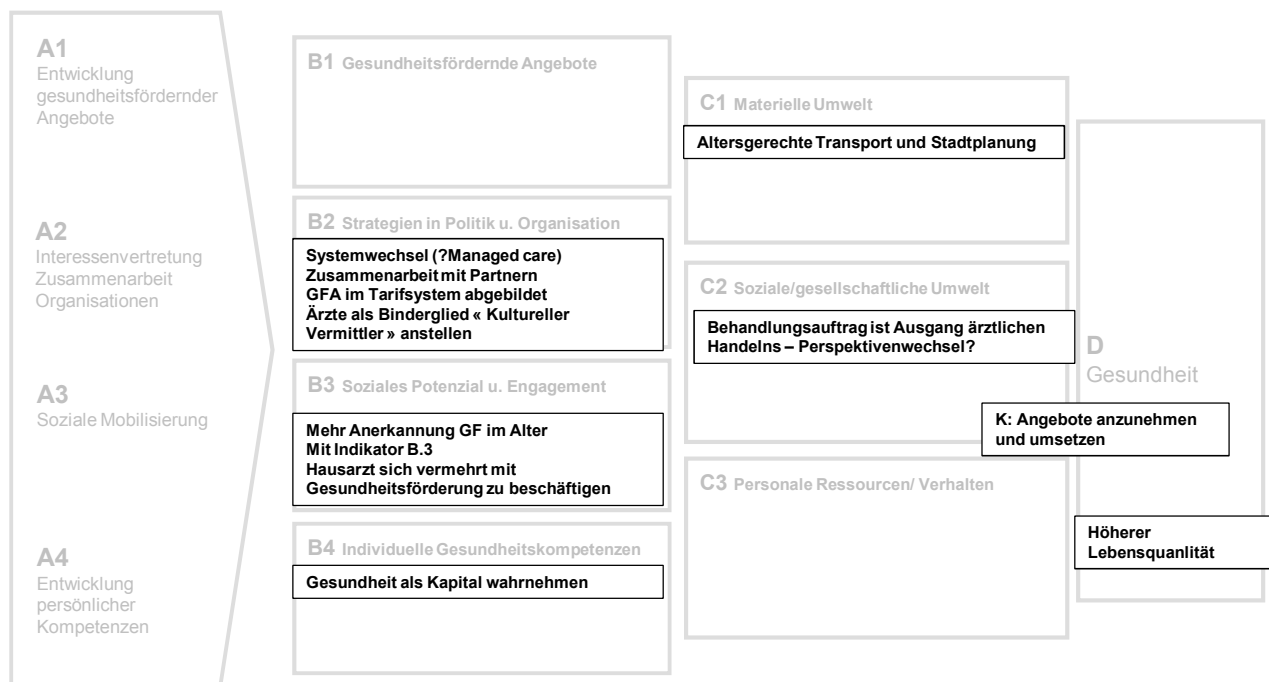 A1
Entwicklung
gesundheitsfördernder
Angebote
A2
Interessenvertretung
Zusammenarbeit
Organisationen
A3
Soziale Mobilisierung
A4
Entwicklung
persönlicher
Kompetenzen
B1 Gesundheitsfördernde Angebote
B2 Strategien in Politik u. Organisation
Systemwechsel (?Managed care)
Zusammenarbeit mit Partnern
GFA im Tarifsystem abgebildet
Ärzte als Binderglied « Kultureller
Vermittler » anstellen
B3 Soziales Potenzial u. Engagement
Mehr Anerkannung GF im Alter
Mit Indikator B.3
Hausarzt sich vermehrt mit
Gesundheitsförderung zu beschäftigen
B4 Individuelle Gesundheitskompetenzen
Gesundheit als Kapital wahrnehmen
C1 Materielle Umwelt
Altersgerechte Transport und Stadtplanung
C2 Soziale/gesellschaftliche Umwelt
Behandlungsauftrag ist Ausgang ärztlichen
Handelns – Perspektivenwechsel?
K: Angebote anzunehmen
und umsetzen
C3 Personale Ressourcen/ Verhalten
D
Gesundheit
Höherer
Lebensquanlität